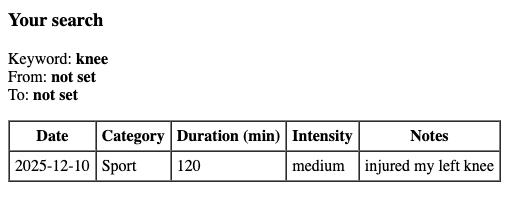 Your search
Keyword: knee
From: not set
To: not set
Date Category Duration (min) Intensity Notes
2025-12-10 Sport 120 medium injured my left knee